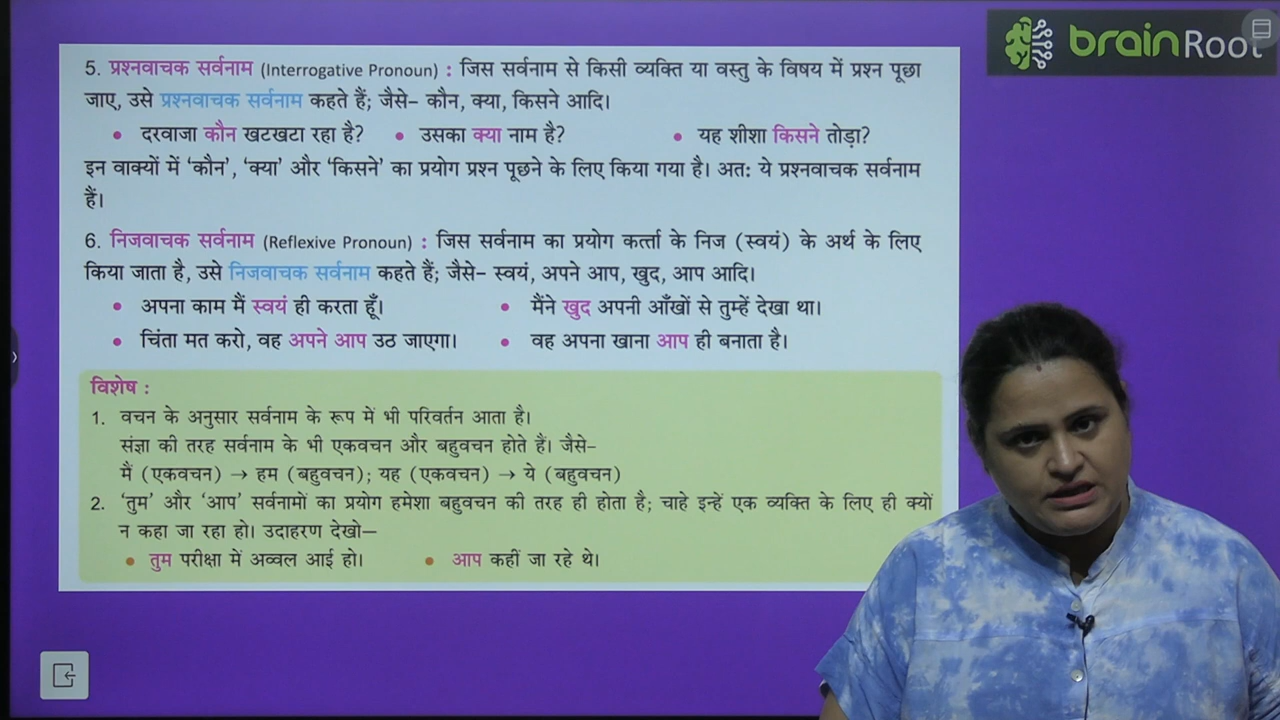 brainRoot
5. प्रश्नवाचक सर्वनाम (Interrogative Pronoun) : जिस सर्वनाम से किसी व्यक्ति या वस्तु के विषय में प्रश्न पूछा
जाए, उसे प्रश्नवाचक सर्वनाम कहते हैं; जैसे– कौन, क्या, किसने आदि।
• दरवाजा कौन खटखटा रहा है? • उसका क्या नाम है? • यह शीशा किसने तोड़ा?
इन वाक्यों में ‘कौन’, ‘क्या’ और ‘किसने’ का प्रयोग प्रश्न पूछने के लिए किया गया है। अतः ये प्रश्नवाचक सर्वनाम
हैं।
6. निजवाचक सर्वनाम (Reflexive Pronoun) : जिस सर्वनाम का प्रयोग कर्त्ता के निज (स्वयं) के अर्थ के लिए
किया जाता है, उसे निजवाचक सर्वनाम कहते हैं; जैसे– स्वयं, अपने आप, खुद, आप आदि।
• अपना काम मैं स्वयं ही करता हूँ। • मैंने खुद अपनी आँखों से तुम्हें देखा था।
• चिंता मत करो, वह अपने आप उठ जाएगा। • वह अपना खाना आप ही बनाता है।
विशेष :
1. वचन के अनुसार सर्वनाम के रूप में भी परिवर्तन आता है।
संज्ञा की तरह सर्वनाम के भी एकवचन और बहुवचन होते हैं। जैसे–
मैं (एकवचन) → हम (बहुवचन); यह (एकवचन) → ये (बहुवचन)
2. ‘तुम’ और ‘आप’ सर्वनामों का प्रयोग हमेशा बहुवचन की तरह ही होता है; चाहे इन्हें एक व्यक्ति के लिए ही क्यों
न कहा जा रहा हो। उदाहरण देखो—
• तुम परीक्षा में अव्वल आई हो। • आप कहीं जा रहे थे।